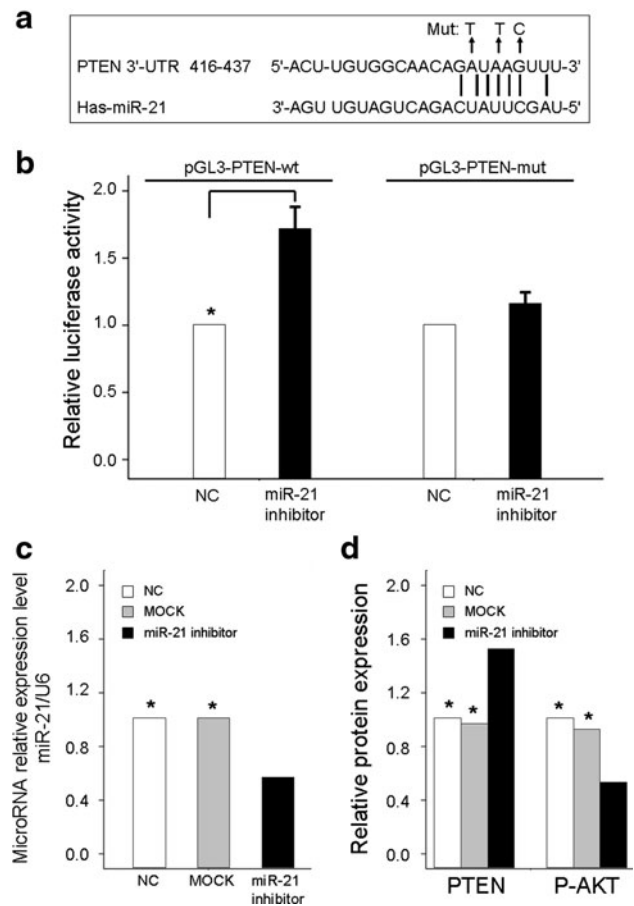 a
Mut: T T C
PTEN 3'-UTR 416-437 5'-ACU-UGUGGCAACAGAUAAGUUU-3'
Has-miR-21 3'-AGU UGUAGUCAGACUAUUCGAU-5'
b
pGL3-PTEN-wt pGL3-PTEN-mut
Relative luciferase activity
2.0
1.5
1.0
0.5
0.0
*
NC miR-21 inhibitor NC miR-21 inhibitor
c
MicroRNA relative expression level
miR-21/U6
2.0
1.6
1.2
0.8
0.4
0.0
NC
MOCK
miR-21 inhibitor
* *
NC MOCK miR-21 inhibitor
d
Relative protein expression
2.0
1.6
1.2
0.8
0.4
0.0
NC
MOCK
miR-21 inhibitor
* * * *
PTEN P-AKT